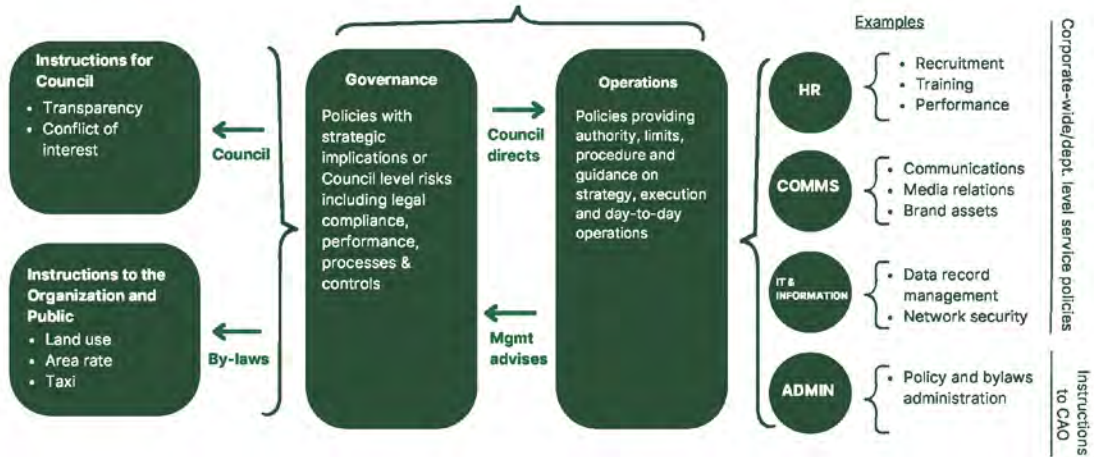 Instructions for
Council
• Transparency
• Conflict of
interest
Council
Instructions to the
Organization and
Public
• Land use
• Area rate
• Taxi
By-laws
Governance
Policies with
strategic
implications or
Council level risks
including legal
compliance,
performance,
processes &
controls
Council
directs
Mgmt
advises
Operations
Policies providing
authority, limits,
procedure and
guidance on
strategy, execution
and day-to-day
operations
Examples
HR
• Recruitment
• Training
• Performance
COMMS
• Communications
• Media relations
• Brand assets
IT &
INFORMATION
• Data record
management
• Network security
ADMIN
• Policy and bylaws
administration
Corporate-wide/dept. level service policies
Instructions
to CAO